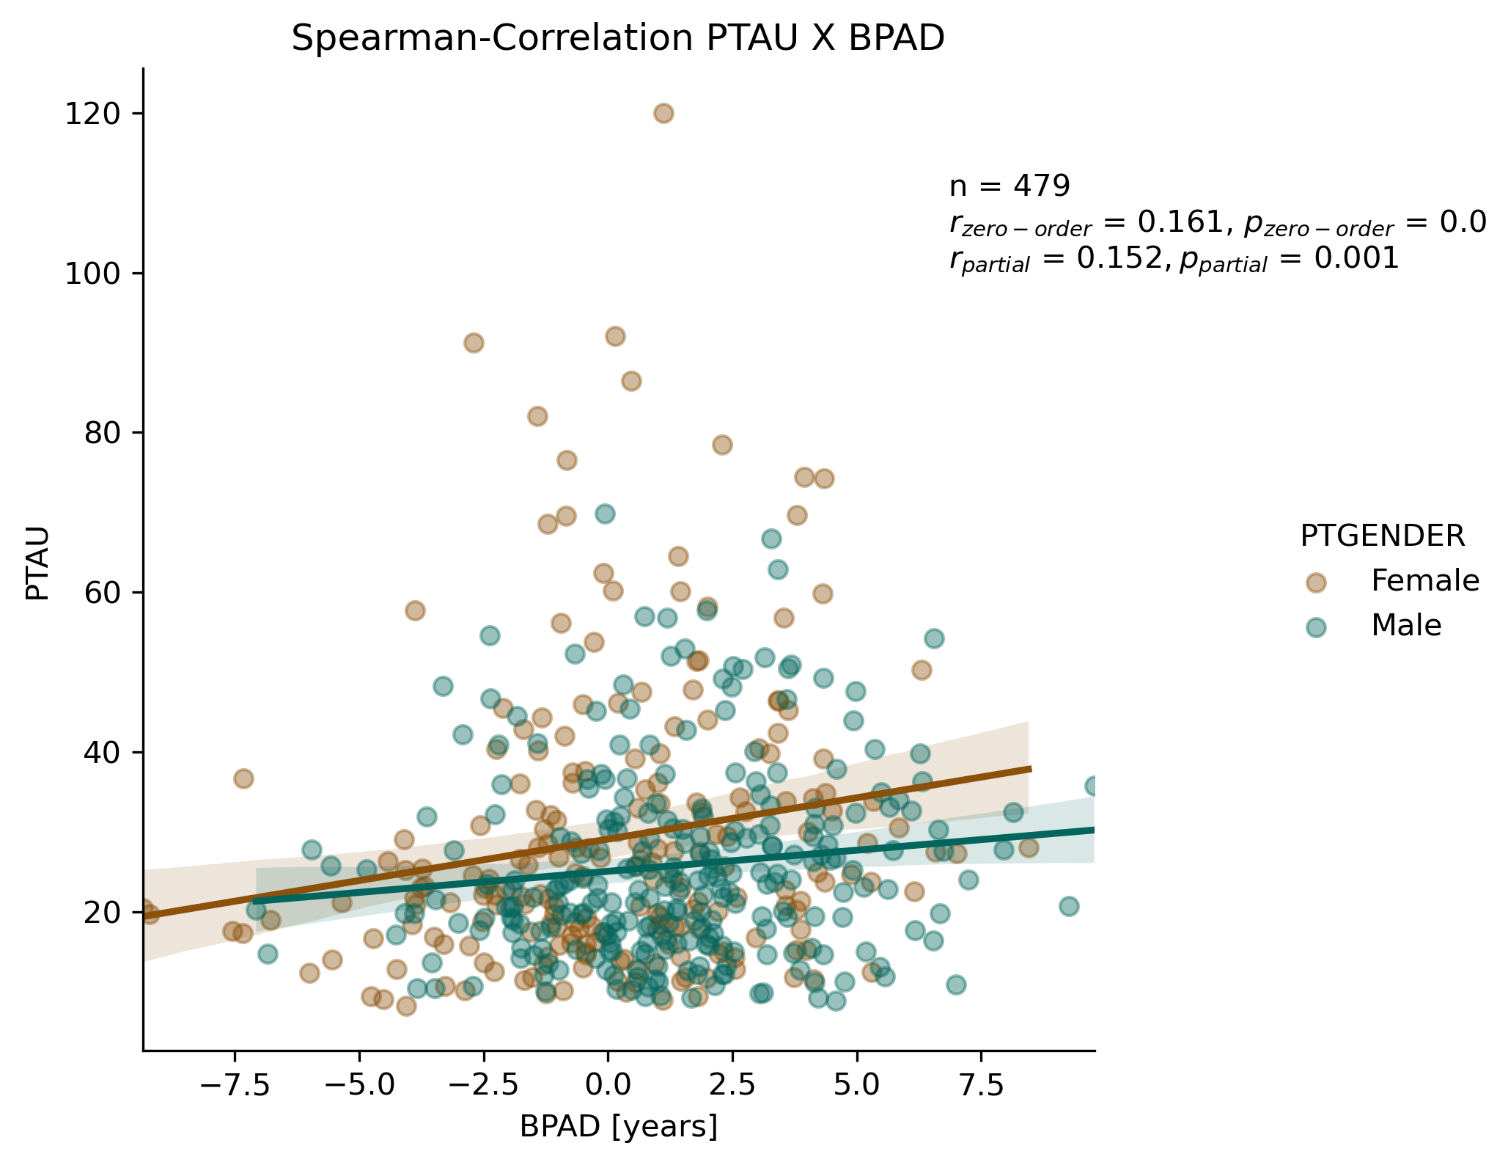 Spearman-Correlation PTAU X BPAD
120
100
80
60
40
20
PTAU
n = 479
r_zero−order = 0.161, p_zero−order = 0.0
r_partial = 0.152, p_partial = 0.001
PTGENDER
Female
Male
−7.5 −5.0 −2.5 0.0 2.5 5.0 7.5
BPAD [years]